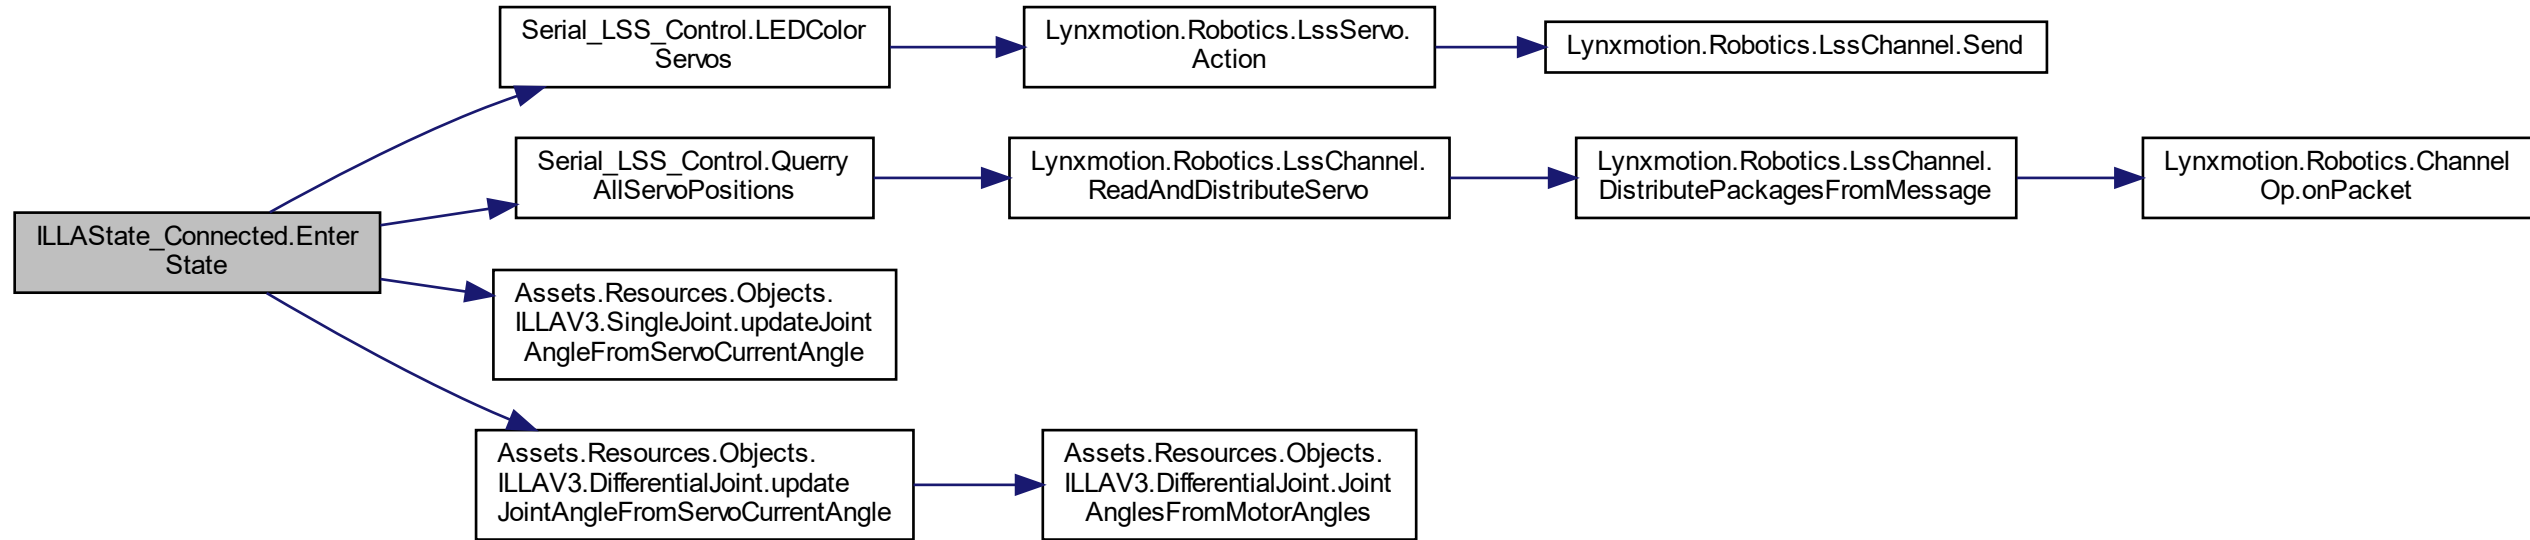 Serial_LSS_Control.LEDColor
Servos
Lynxmotion.Robotics.LssServo.
Action
Lynxmotion.Robotics.LssChannel.Send
Serial_LSS_Control.Querry
AllServoPositions
Lynxmotion.Robotics.LssChannel.
ReadAndDistributeServo
Lynxmotion.Robotics.LssChannel.
DistributePackagesFromMessage
Lynxmotion.Robotics.Channel
Op.onPacket
ILLAState_Connected.Enter
State
Assets.Resources.Objects.
ILLAV3.SingleJoint.updateJoint
AngleFromServoCurrentAngle
Assets.Resources.Objects.
ILLAV3.DifferentialJoint.update
JointAngleFromServoCurrentAngle
Assets.Resources.Objects.
ILLAV3.DifferentialJoint.Joint
AnglesFromMotorAngles